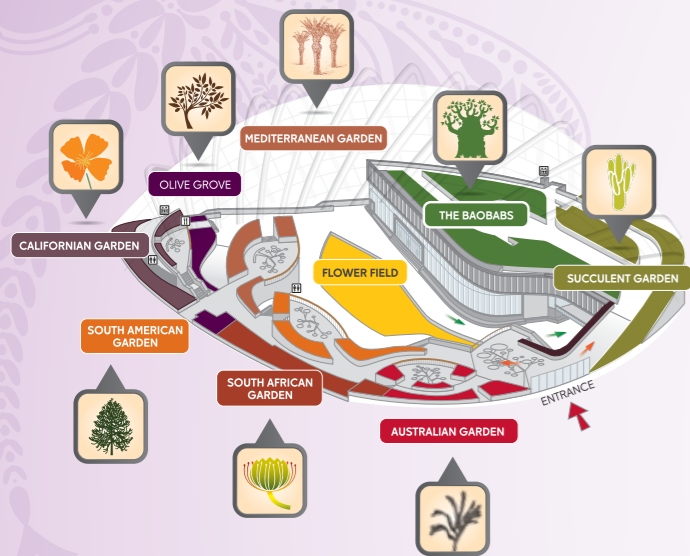 MEDITERRANEAN GARDEN
OLIVE GROVE
THE BAOBABS
CALIFORNIAN GARDEN
FLOWER FIELD
SUCCULENT GARDEN
SOUTH AMERICAN
GARDEN
SOUTH AFRICAN
GARDEN
ENTRANCE
AUSTRALIAN GARDEN